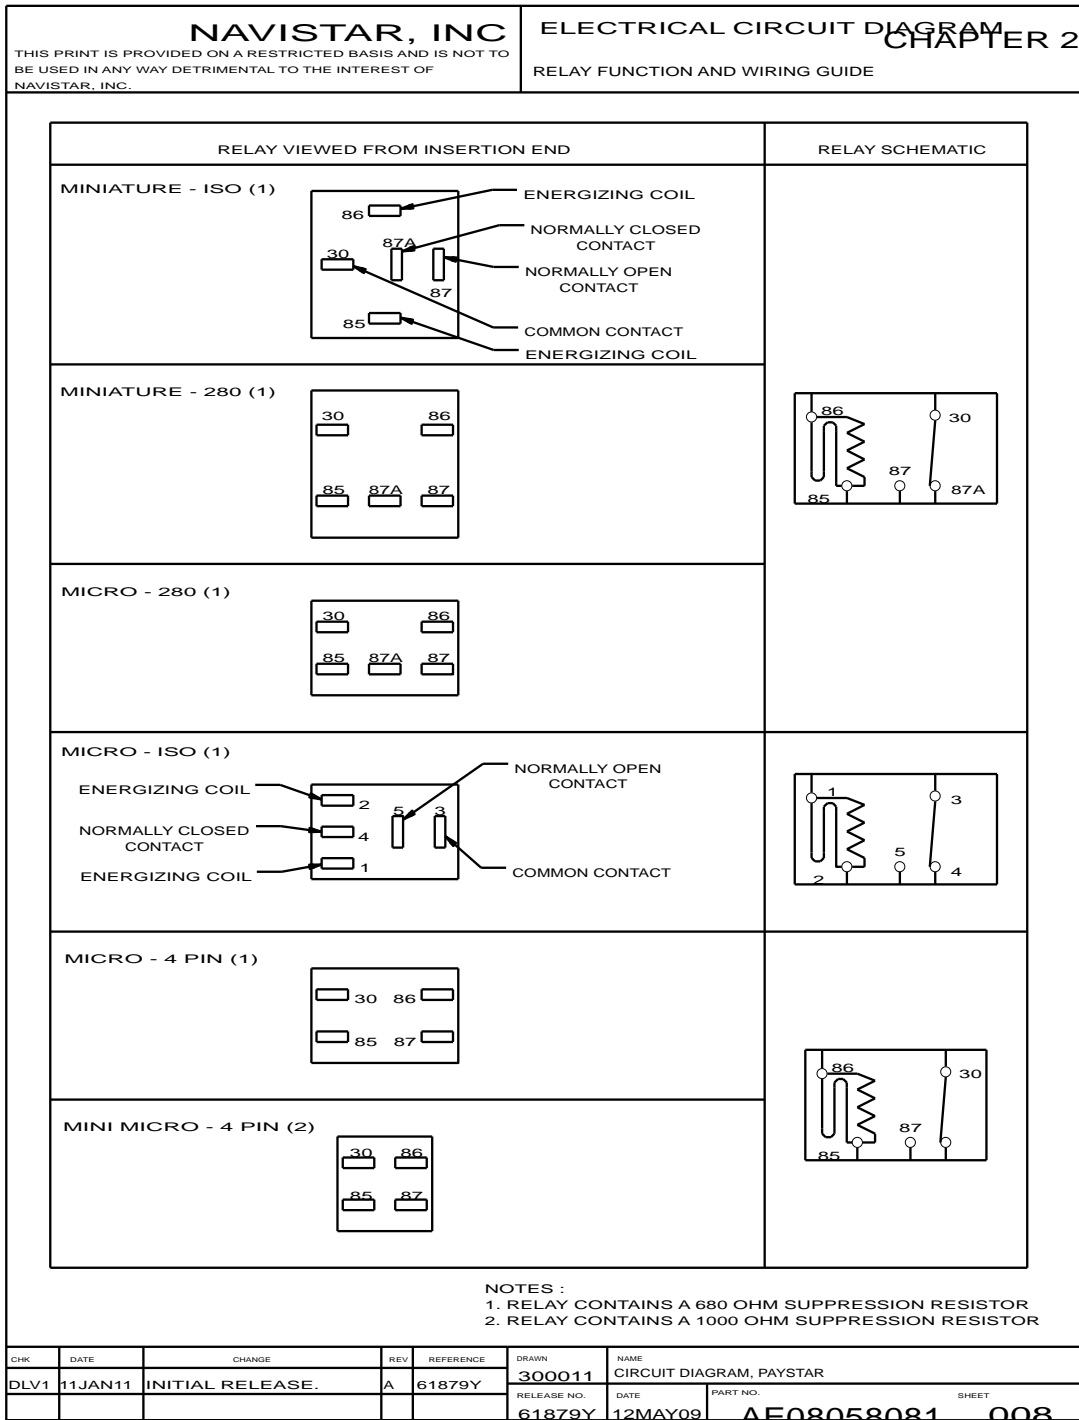 NAVISTAR, INC
THIS PRINT IS PROVIDED ON A RESTRICTED BASIS AND IS NOT TO
BE USED IN ANY WAY DETRIMENTAL TO THE INTEREST OF
NAVISTAR, INC.
ELECTRICAL CIRCUIT DIAGRAM
CHAPTER 2
RELAY FUNCTION AND WIRING GUIDE
RELAY VIEWED FROM INSERTION END
RELAY SCHEMATIC
MINIATURE - ISO (1)
86
ENERGIZING COIL
87A
NORMALLY CLOSED
CONTACT
30
NORMALLY OPEN
CONTACT
87
85
COMMON CONTACT
ENERGIZING COIL
MINIATURE - 280 (1)
30 86
85 87A 87
86
30
87
85
87A
MICRO - 280 (1)
30 86
85 87A 87
MICRO - ISO (1)
ENERGIZING COIL
2
NORMALLY CLOSED
CONTACT
4
ENERGIZING COIL
1
5 3
NORMALLY OPEN
CONTACT
COMMON CONTACT
1
3
5
2
4
MICRO - 4 PIN (1)
30 86
85 87
MINI MICRO - 4 PIN (2)
30 86
85 87
86
30
87
85
NOTES :
1. RELAY CONTAINS A 680 OHM SUPPRESSION RESISTOR
2. RELAY CONTAINS A 1000 OHM SUPPRESSION RESISTOR
CHK DATE CHANGE REV REFERENCE
DLV1 11JAN11 INITIAL RELEASE. A 61879Y
DRAWN
300011
NAME
CIRCUIT DIAGRAM, PAYSTAR
RELEASE NO.
61879Y
DATE
12MAY09
PART NO.
AE08058081
SHEET
008